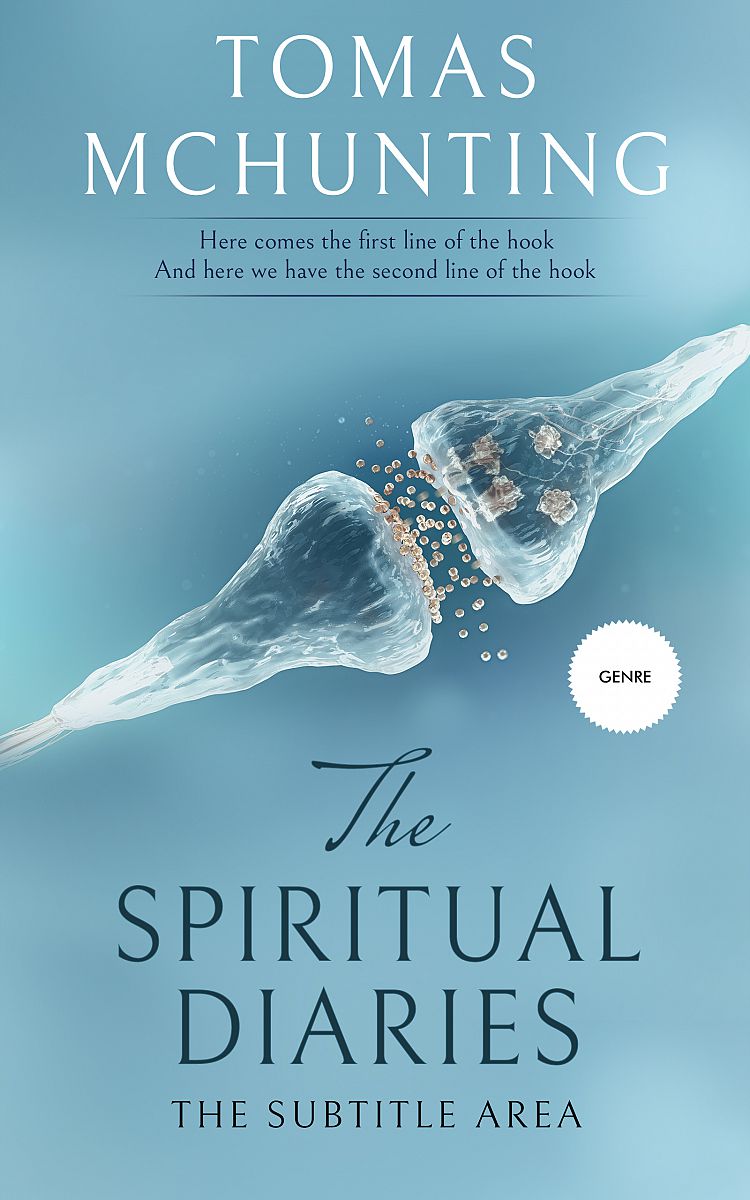 TOMAS
MCHUNTING
Here comes the first line of the hook
And here we have the second line of the hook
GENRE
The
SPIRITUAL
DIARIES
THE SUBTITLE AREA